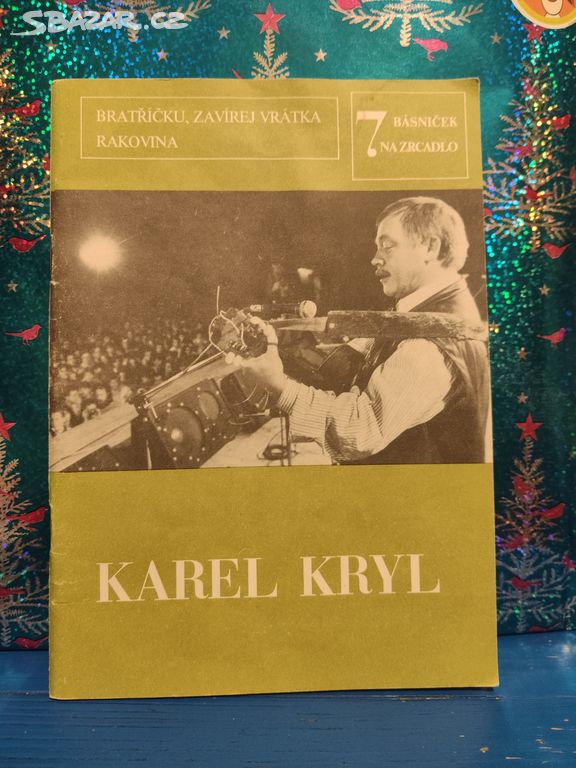 SBAZAR.CZ
BRATŘÍČKU, ZAVÍREJ VRÁTKA
RAKOVINA
7 BÁSNIČEK
NA ZRCADLO
KAREL KRYL